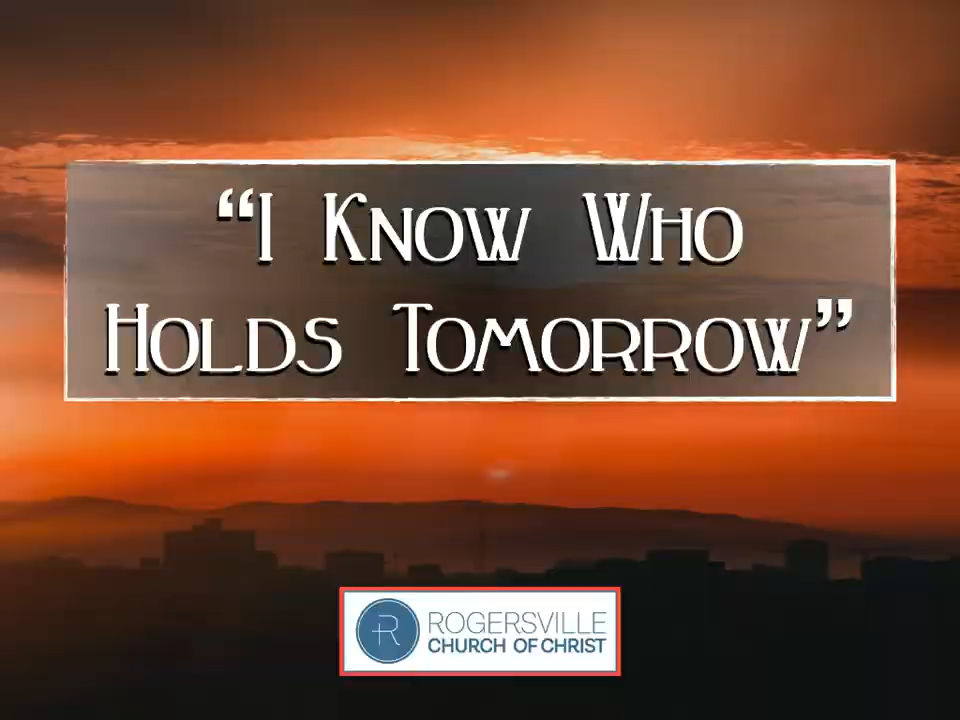 “I Know Who
Holds Tomorrow”
R
ROGERSVILLE
CHURCH OF CHRIST